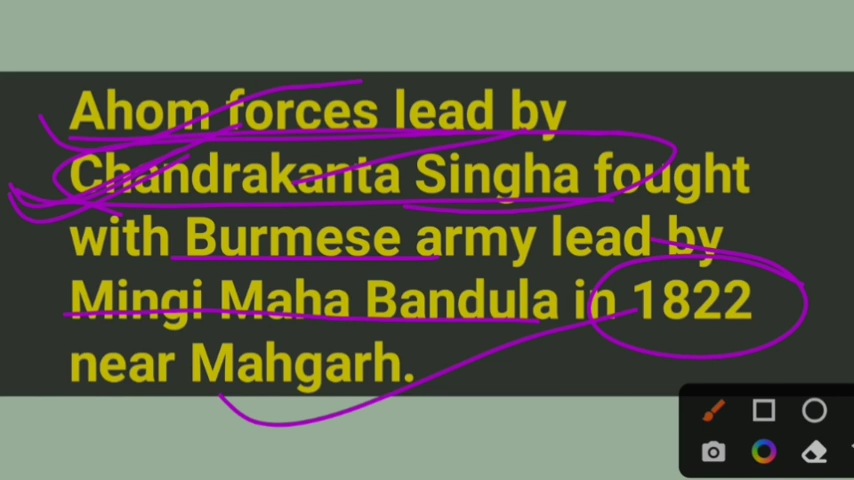 Ahom forces lead by
Chandrakanta Singha fought
with Burmese army lead by
Mingi Maha Bandula in 1822
near Mahgarh.